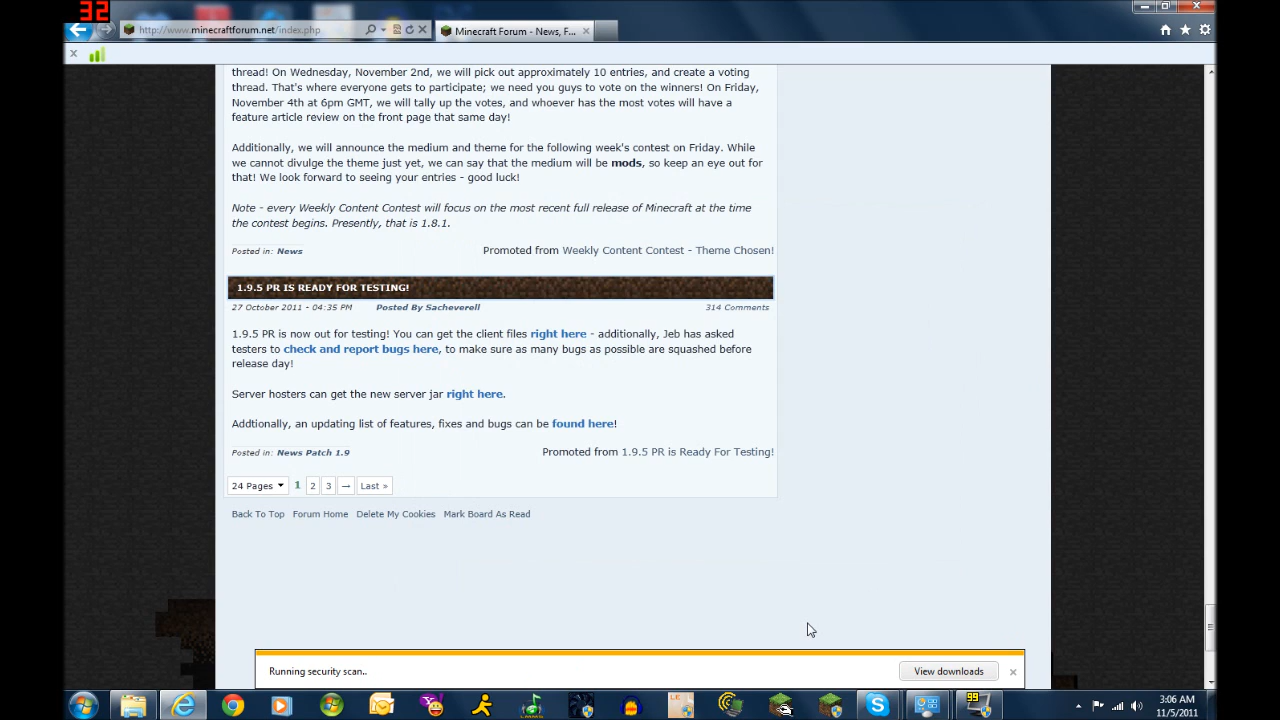 32
http://www.minecraftforum.net/index.php
Minecraft Forum - News, F...
thread! On Wednesday, November 2nd, we will pick out approximately 10 entries, and create a voting
thread. That's where everyone gets to participate; we need you guys to vote on the winners! On Friday,
November 4th at 6pm GMT, we will tally up the votes, and whoever has the most votes will have a
feature article review on the front page that same day!
Additionally, we will announce the medium and theme for the following week's contest on Friday. While
we cannot divulge the theme just yet, we can say that the medium will be mods, so keep an eye out for
that! We look forward to seeing your entries - good luck!
Note - every Weekly Content Contest will focus on the most recent full release of Minecraft at the time
the contest begins. Presently, that is 1.8.1.
Posted in: News Promoted from Weekly Content Contest - Theme Chosen!
1.9.5 PR IS READY FOR TESTING!
27 October 2011 - 04:35 PM Posted By Sacheverell 314 Comments
1.9.5 PR is now out for testing! You can get the client files right here - additionally, Jeb has asked
testers to check and report bugs here, to make sure as many bugs as possible are squashed before
release day!
Server hosters can get the new server jar right here.
Addtionally, an updating list of features, fixes and bugs can be found here!
Posted in: News Patch 1.9 Promoted from 1.9.5 PR is Ready For Testing!
24 Pages 1 2 3 → Last »
Back To Top Forum Home Delete My Cookies Mark Board As Read
Running security scan.. View downloads
99
3:06 AM
11/5/2011